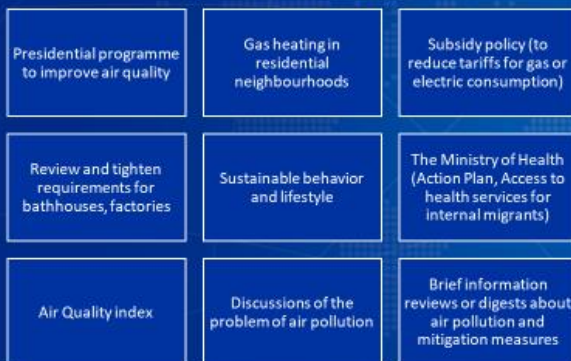 Presidential programme
to improve air quality
Gas heating in
residential
neighbourhoods
Subsidy policy (to
reduce tariffs for gas or
electric consumption)
Review and tighten
requirements for
bathhouses, factories
Sustainable behavior
and lifestyle
The Ministry of Health
(Action Plan, Access to
health services for
internal migrants)
Air Quality index
Discussions of the
problem of air pollution
Brief information
reviews or digests about
air pollution and
mitigation measures